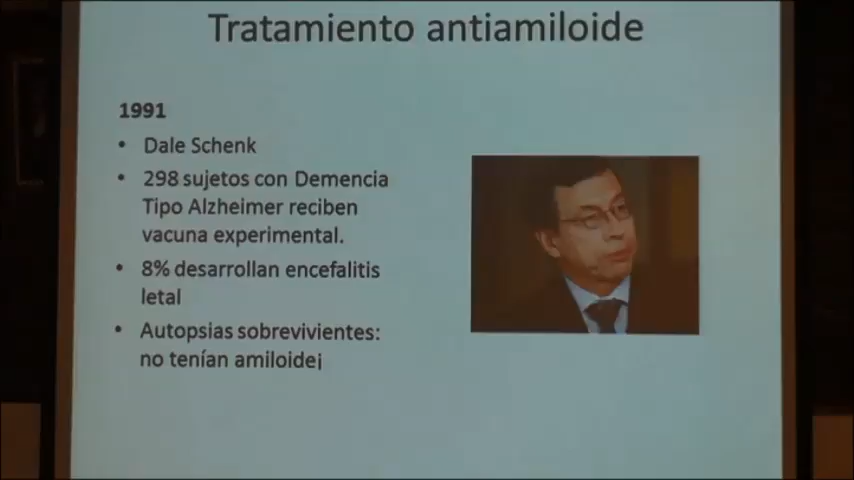 Tratamiento antiamiloide
1991
• Dale Schenk
• 298 sujetos con Demencia
Tipo Alzheimer reciben
vacuna experimental.
• 8% desarrollan encefalitis
letal
• Autopsias sobrevivientes:
no tenían amiloide¡